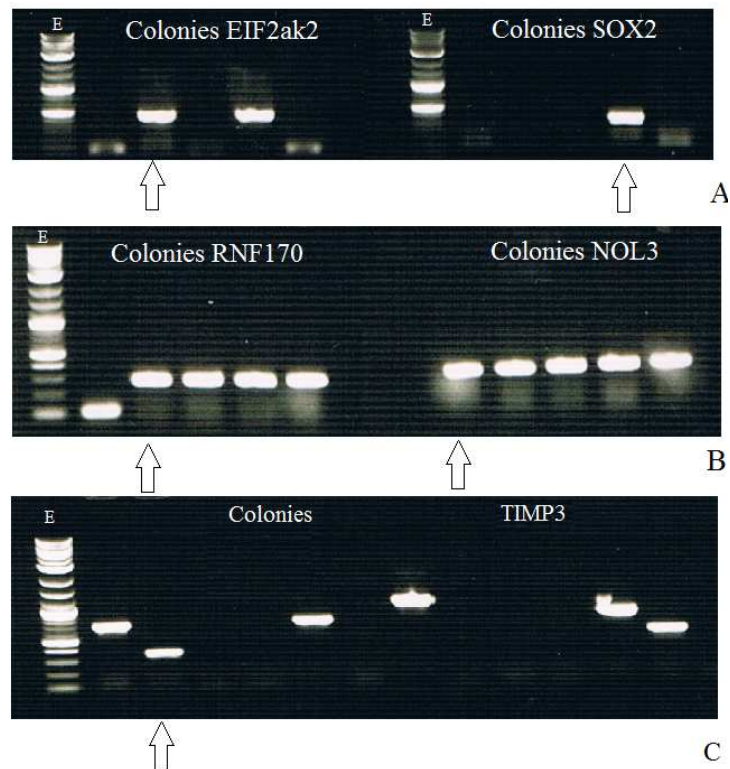 E
Colonies EIF2ak2
E
Colonies SOX2
A
E
Colonies RNF170
Colonies NOL3
B
E
Colonies
TIMP3
C